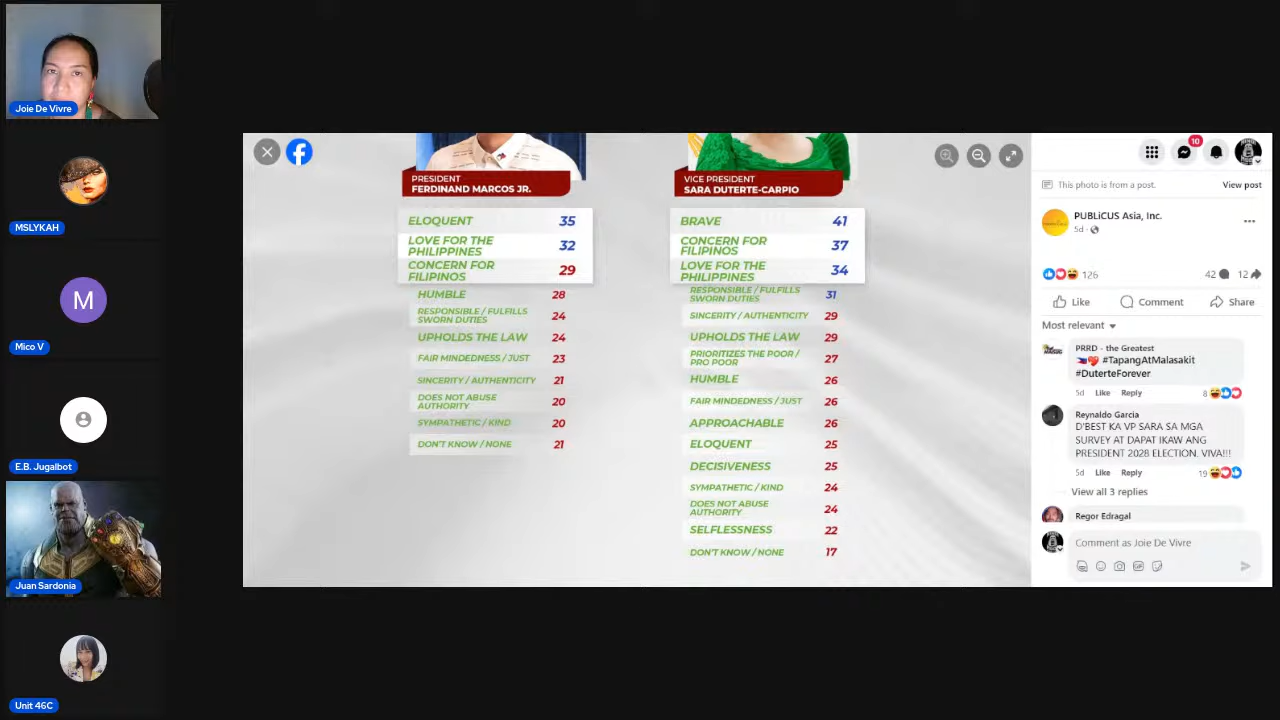 Joie De Vivre
MSLYKAH
M
Mico V
E.B. Jugalbot
Juan Sardonia
Unit 46C
PRESIDENT
FERDINAND MARCOS JR.
ELOQUENT 35
LOVE FOR THE
PHILIPPINES 32
CONCERN FOR
FILIPINOS 29
HUMBLE 28
RESPONSIBLE / FULFILLS
SWORN DUTIES 24
UPHOLDS THE LAW 24
FAIR MINDEDNESS / JUST 23
SINCERITY / AUTHENTICITY 21
DOES NOT ABUSE
AUTHORITY 20
SYMPATHETIC / KIND 20
DON'T KNOW / NONE 21
VICE PRESIDENT
SARA DUTERTE-CARPIO
BRAVE 41
CONCERN FOR
FILIPINOS 37
LOVE FOR THE
PHILIPPINES 34
RESPONSIBLE / FULFILLS
SWORN DUTIES 31
SINCERITY / AUTHENTICITY 29
UPHOLDS THE LAW 29
PRIORITIZES THE POOR /
PRO POOR 27
HUMBLE 26
FAIR MINDEDNESS / JUST 26
APPROACHABLE 26
ELOQUENT 25
DECISIVENESS 25
SYMPATHETIC / KIND 24
DOES NOT ABUSE
AUTHORITY 24
SELFLESSNESS 22
DON'T KNOW / NONE 17
10
This photo is from a post. View post
PUBLiCUS Asia, Inc.
5d
126 42 12
Like Comment Share
Most relevant
PRRD - the Greatest
#TapangAtMalasakit
#DuterteForever
5d Like Reply 8
Reynaldo Garcia
D'BEST KA VP SARA SA MGA
SURVEY AT DAPAT IKAW ANG
PRESIDENT 2028 ELECTION. VIVA!!!
5d Like Reply 19
View all 3 replies
Regor Edragal
Comment as Joie De Vivre